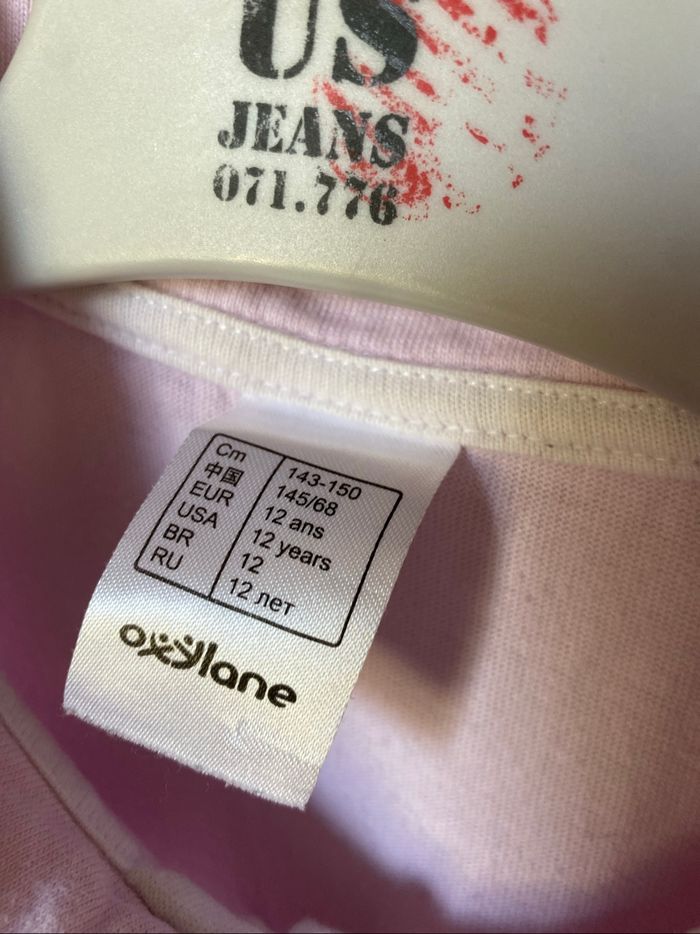 US
JEANS
071.776
Cm 143-150
中国 145/68
EUR 12 ans
USA 12 years
BR 12
RU 12 лет
oxylane